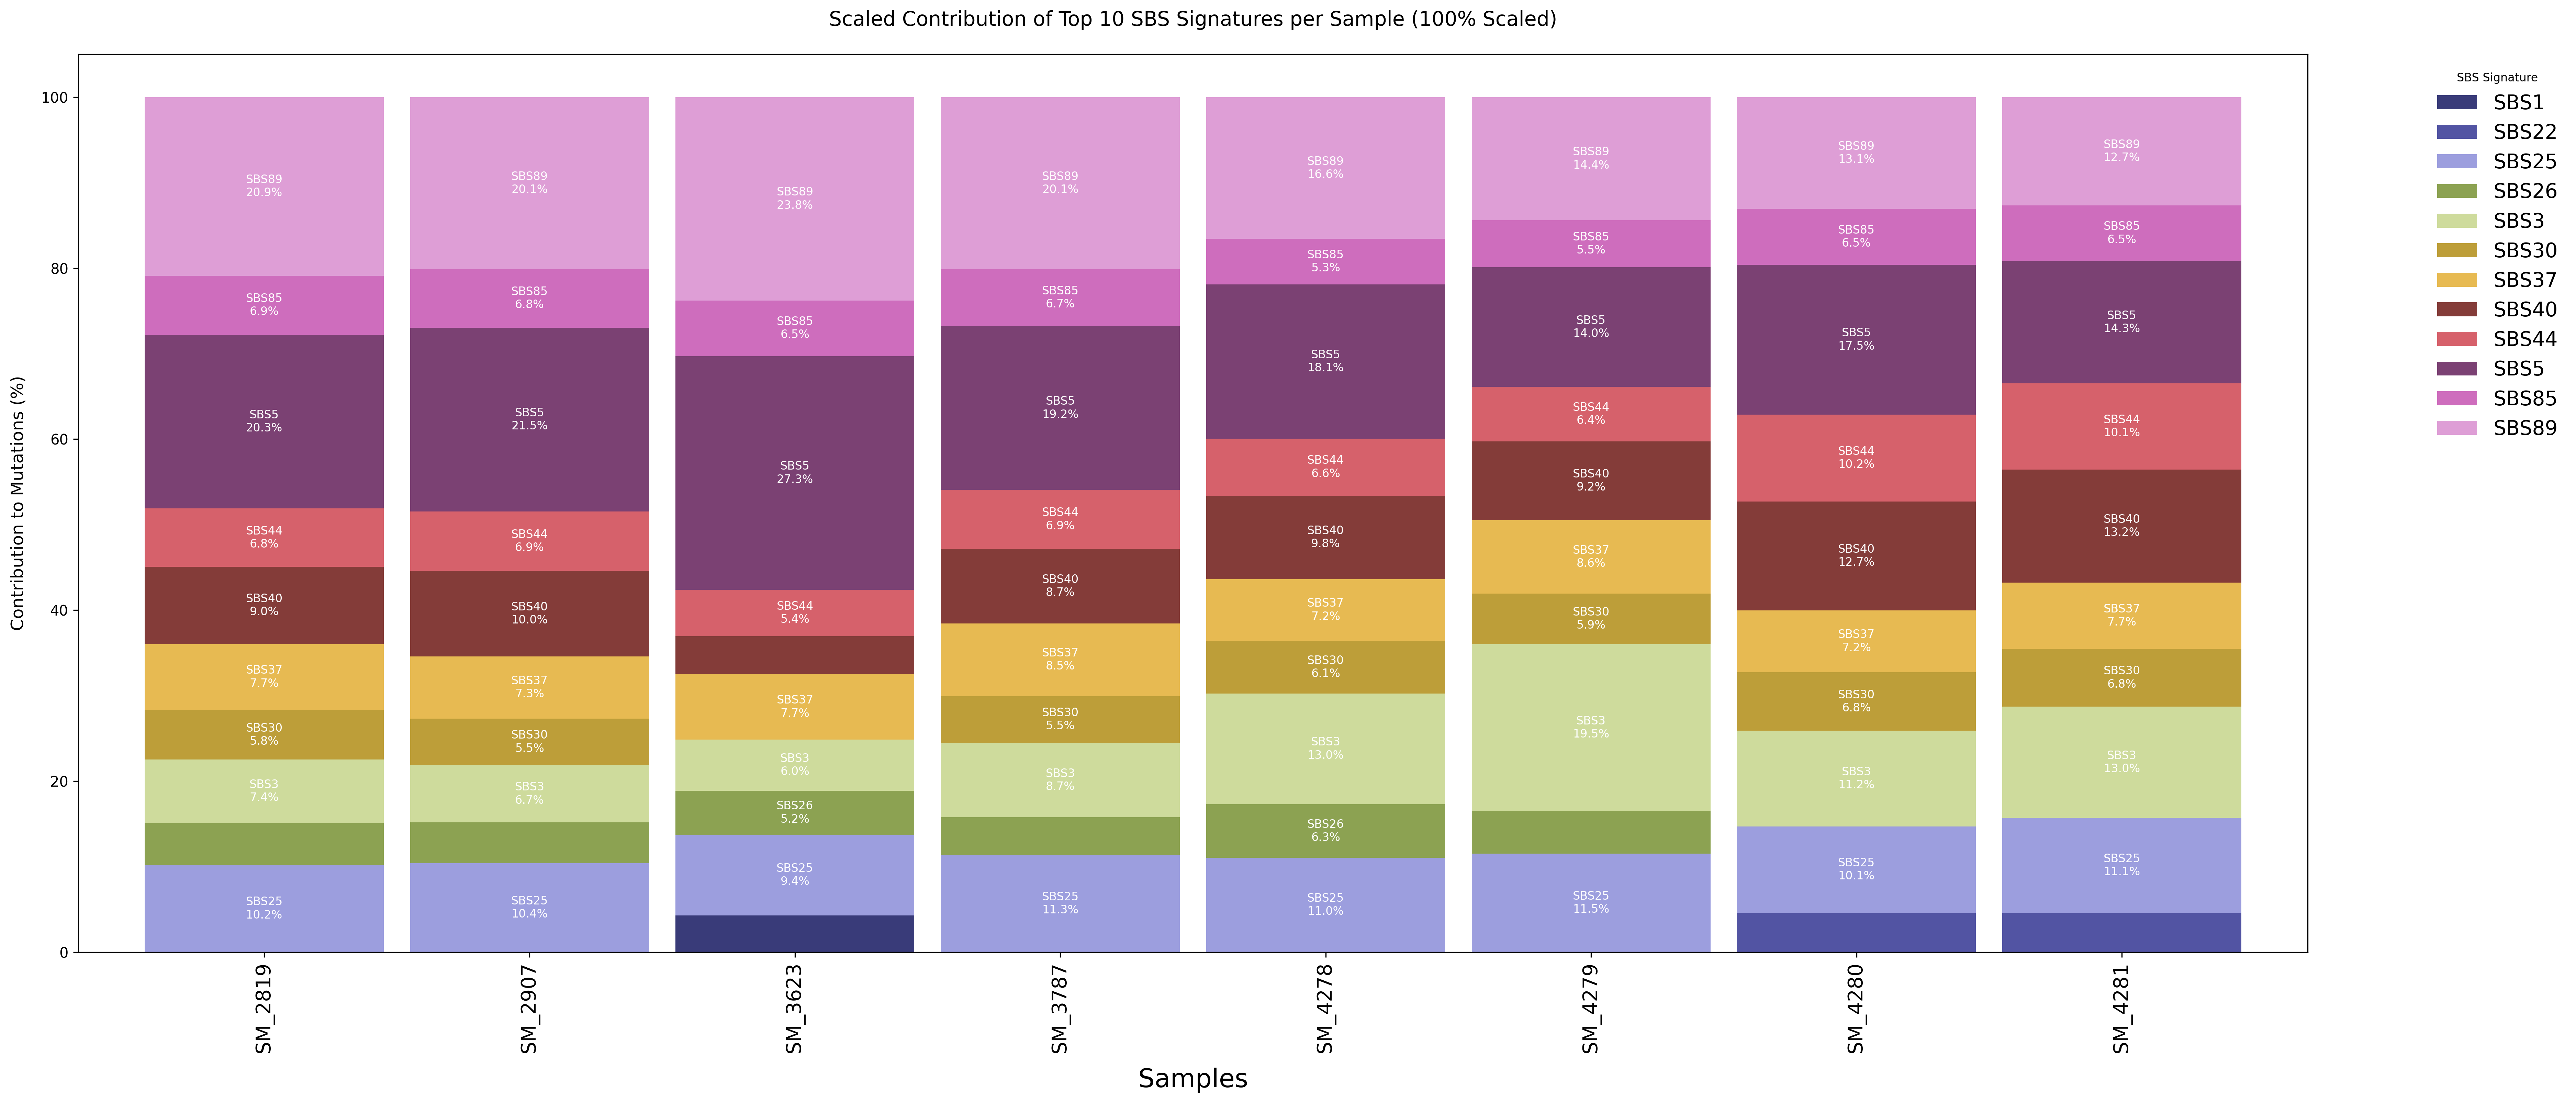 Scaled Contribution of Top 10 SBS Signatures per Sample (100% Scaled)
Contribution to Mutations (%)
100
80
60
40
20
0
SBS89
20.9%
SBS85
6.9%
SBS5
20.3%
SBS44
6.8%
SBS40
9.0%
SBS37
7.7%
SBS30
5.8%
SBS3
7.4%
SBS25
10.2%
SBS89
20.1%
SBS85
6.8%
SBS5
21.5%
SBS44
6.9%
SBS40
10.0%
SBS37
7.3%
SBS30
5.5%
SBS3
6.7%
SBS25
10.4%
SBS89
23.8%
SBS85
6.5%
SBS5
27.3%
SBS44
5.4%
SBS37
7.7%
SBS3
6.0%
SBS26
5.2%
SBS25
9.4%
SBS89
20.1%
SBS85
6.7%
SBS5
19.2%
SBS44
6.9%
SBS40
8.7%
SBS37
8.5%
SBS30
5.5%
SBS3
8.7%
SBS25
11.3%
SBS89
16.6%
SBS85
5.3%
SBS5
18.1%
SBS44
6.6%
SBS40
9.8%
SBS37
7.2%
SBS30
6.1%
SBS3
13.0%
SBS26
6.3%
SBS25
11.0%
SBS89
14.4%
SBS85
5.5%
SBS5
14.0%
SBS44
6.4%
SBS40
9.2%
SBS37
8.6%
SBS30
5.9%
SBS3
19.5%
SBS25
11.5%
SBS89
13.1%
SBS85
6.5%
SBS5
17.5%
SBS44
10.2%
SBS40
12.7%
SBS37
7.2%
SBS30
6.8%
SBS3
11.2%
SBS25
10.1%
SBS89
12.7%
SBS85
6.5%
SBS5
14.3%
SBS44
10.1%
SBS40
13.2%
SBS37
7.7%
SBS30
6.8%
SBS3
13.0%
SBS25
11.1%
SM_2819
SM_2907
SM_3623
SM_3787
SM_4278
SM_4279
SM_4280
SM_4281
Samples
SBS Signature
SBS1
SBS22
SBS25
SBS26
SBS3
SBS30
SBS37
SBS40
SBS44
SBS5
SBS85
SBS89